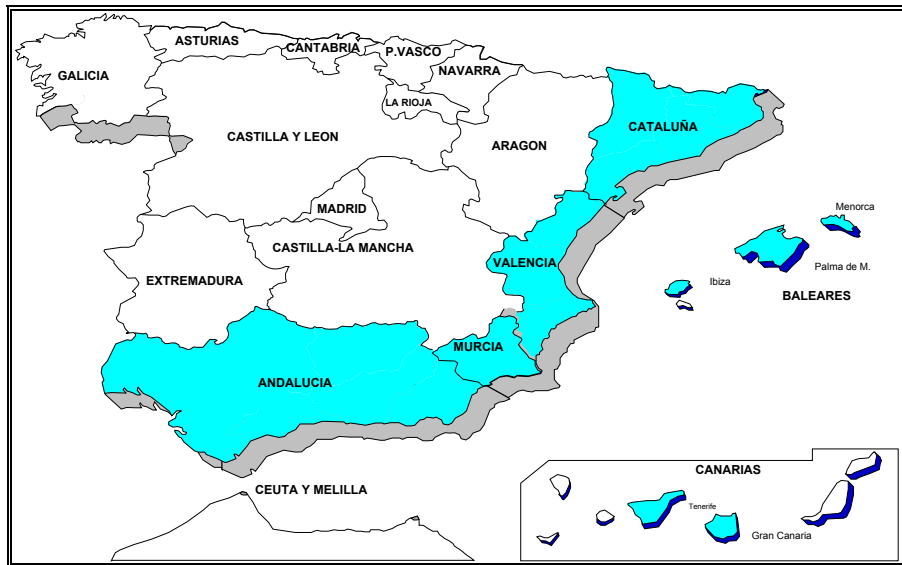 ASTURIAS
CANTABRIA
P.VASCO
GALICIA
NAVARRA
LA RIOJA
CATALUÑA
CASTILLA Y LEON
ARAGON
MADRID
Menorca
CASTILLA-LA MANCHA
VALENCIA
Palma de M.
EXTREMADURA
Ibiza
BALEARES
MURCIA
ANDALUCIA
CANARIAS
CEUTA Y MELILLA
Tenerife
Gran Canaria